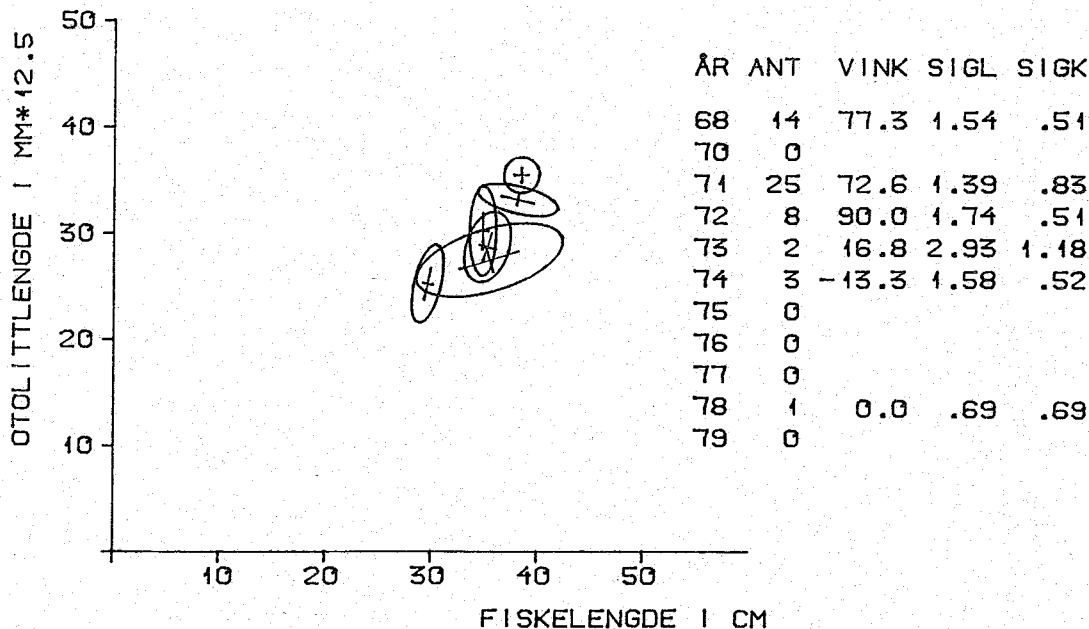 50
40
30
20
10
OTOLITTLENGDE I MM*12.5
10 20 30 40 50
FISKELENGDE I CM
ÅR ANT VINK SIGL SIGK
68 14 77.3 1.54 .51
70 0
71 25 72.6 1.39 .83
72 8 90.0 1.74 .51
73 2 16.8 2.93 1.18
74 3 -13.3 1.58 .52
75 0
76 0
77 0
78 1 0.0 .69 .69
79 0